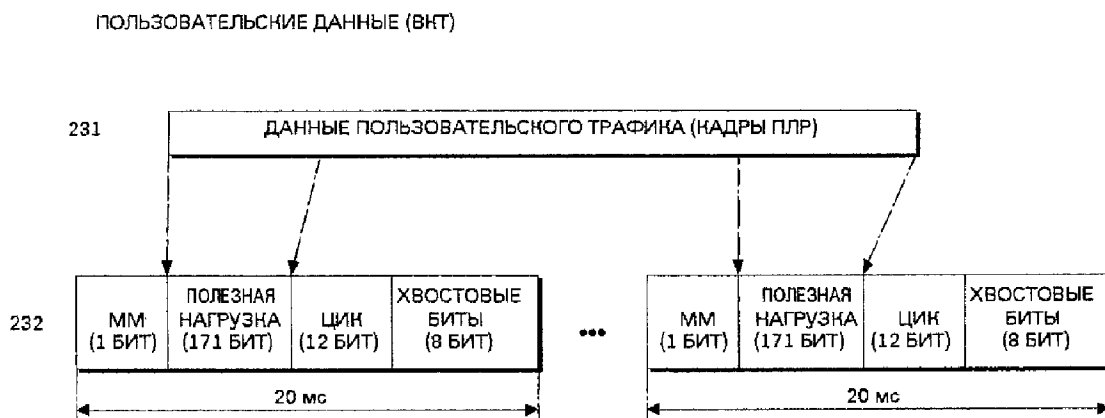 ПОЛЬЗОВАТЕЛЬСКИЕ ДАННЫЕ (ВКТ)
231
ДАННЫЕ ПОЛЬЗОВАТЕЛЬСКОГО ТРАФИКА (КАДРЫ ПЛР)
232
ММ
(1 БИТ)
ПОЛЕЗНАЯ
НАГРУЗКА
(171 БИТ)
ЦИК
(12 БИТ)
ХВОСТОВЫЕ
БИТЫ
(8 БИТ)
•••
ММ
(1 БИТ)
ПОЛЕЗНАЯ
НАГРУЗКА
(171 БИТ)
ЦИК
(12 БИТ)
ХВОСТОВЫЕ
БИТЫ
(8 БИТ)
20 мс
20 мс